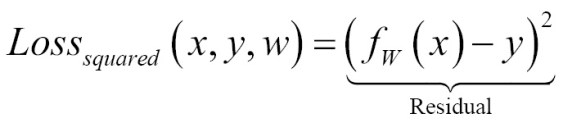 Loss_squared (x, y, w) = (f_W (x) − y)^2
Residual